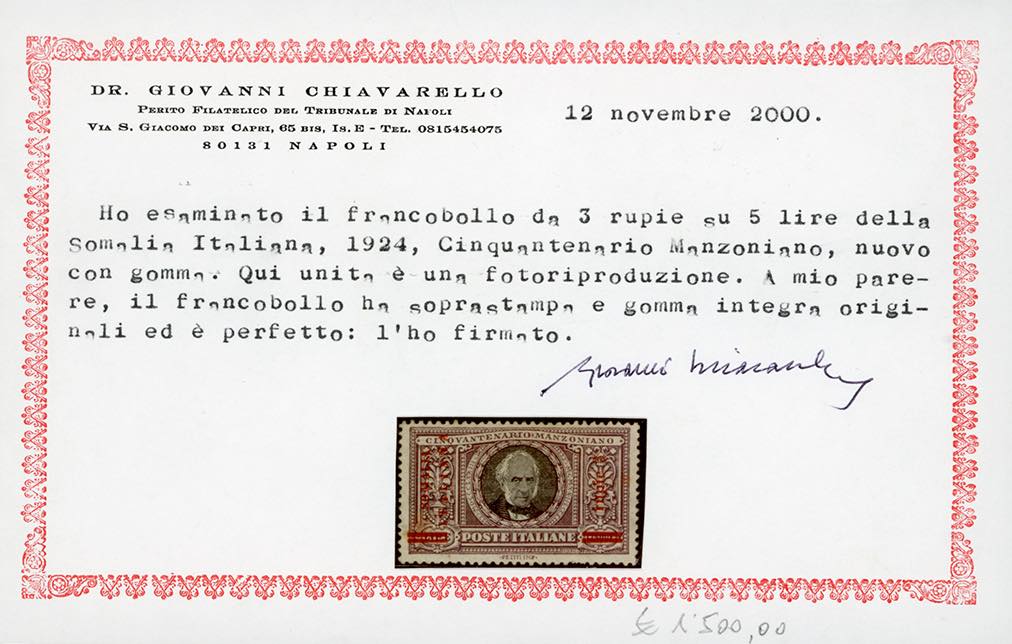 DR. GIOVANNI CHIAVARELLO
PERITO FILATELICO DEL TRIBUNALE DI NAPOLI
VIA S. GIACOMO DEI CAPRI, 65 BIS, IS. E - TEL. 0815454075
80131 NAPOLI
12 novembre 2000.
Ho esaminato il francobollo da 3 rupie su 5 lire della
Somalia Italiana, 1924, Cinquantenario Manzoniano, nuovo
con gomma. Qui unita è una fotoriproduzione. A mio pare-
re, il francobollo ha soprastampa e gomma integra origi-
nali ed è perfetto: l'ho firmato.
CINQVANTENARIO·MANZONIANO
SOMALIA
ITALIANA
POSTE ITALIANE
1'500,00